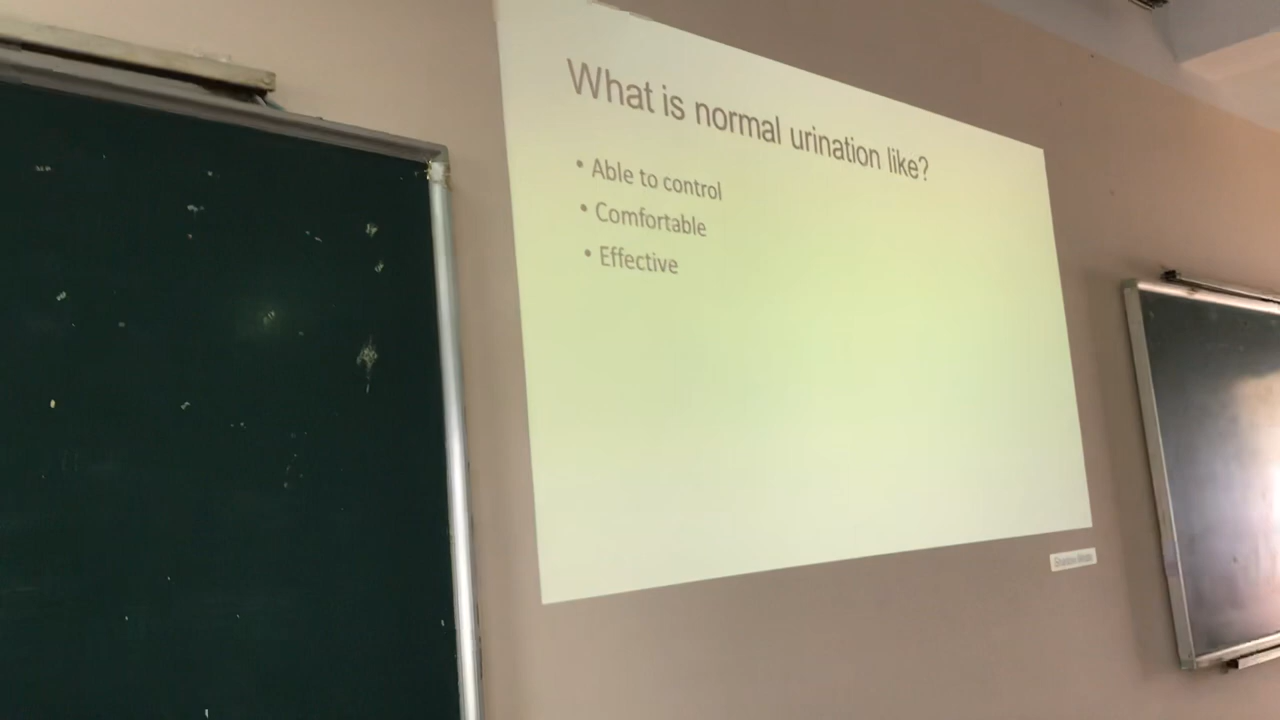 What is normal urination like?
• Able to control
• Comfortable
• Effective